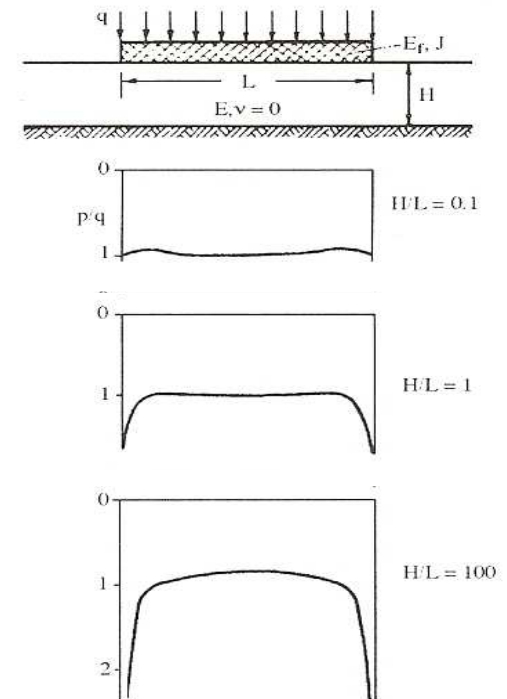 q
E_f, J
L
H
E, ν = 0
0
p/q
1
H/L = 0.1
0
1
H/L = 1
0
1
2
H/L = 100